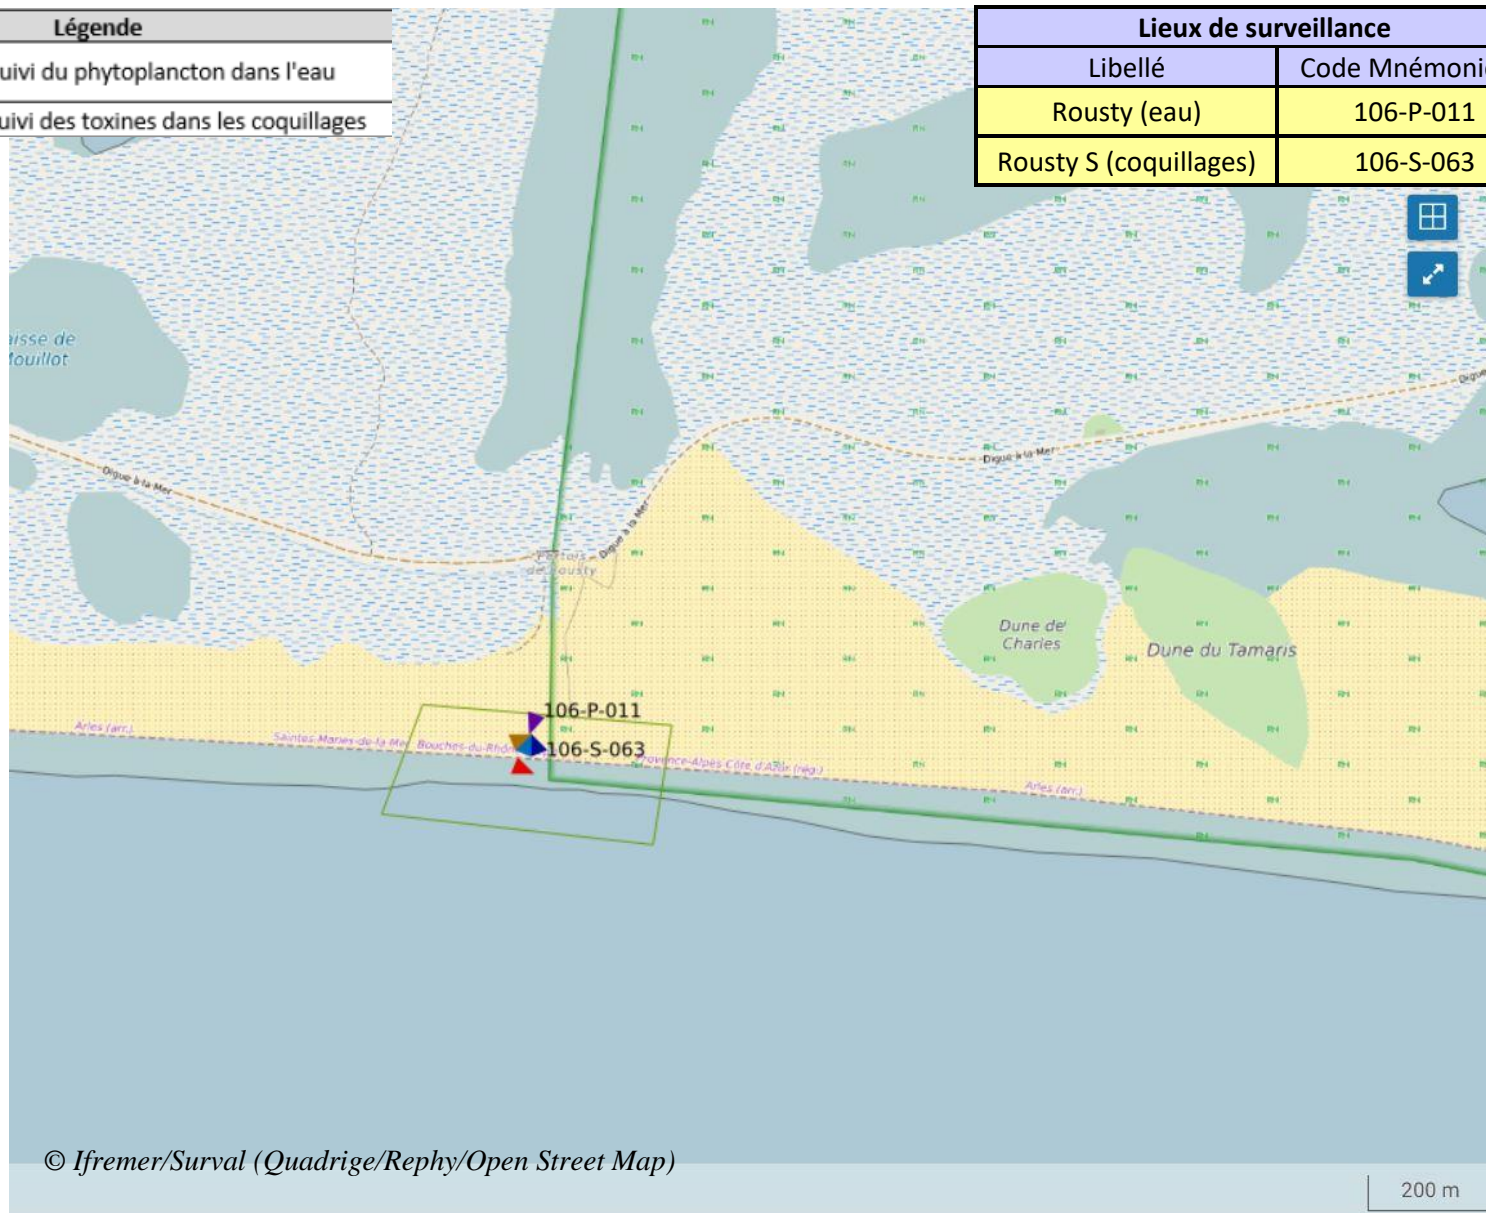 Légende
uivi du phytoplancton dans l'eau
uivi des toxines dans les coquillages
Lieux de surveillance
Libellé Code Mnémoni
Rousty (eau) 106-P-011
Rousty S (coquillages) 106-S-063
aisse de
Mouillot
Digue
Digue à la Mer
Digue à la Mer
Digue à la Mer
Dune de
Charles
Dune du Tamaris
106-P-011
Arles (arr.)
Saintes-Maries-de-la-Mer
Bouches-du-Rhône
106-S-063
Provence-Alpes Côte d'Azur (rég.)
Arles (arr.)
© Ifremer/Surval (Quadrige/Rephy/Open Street Map)
200 m